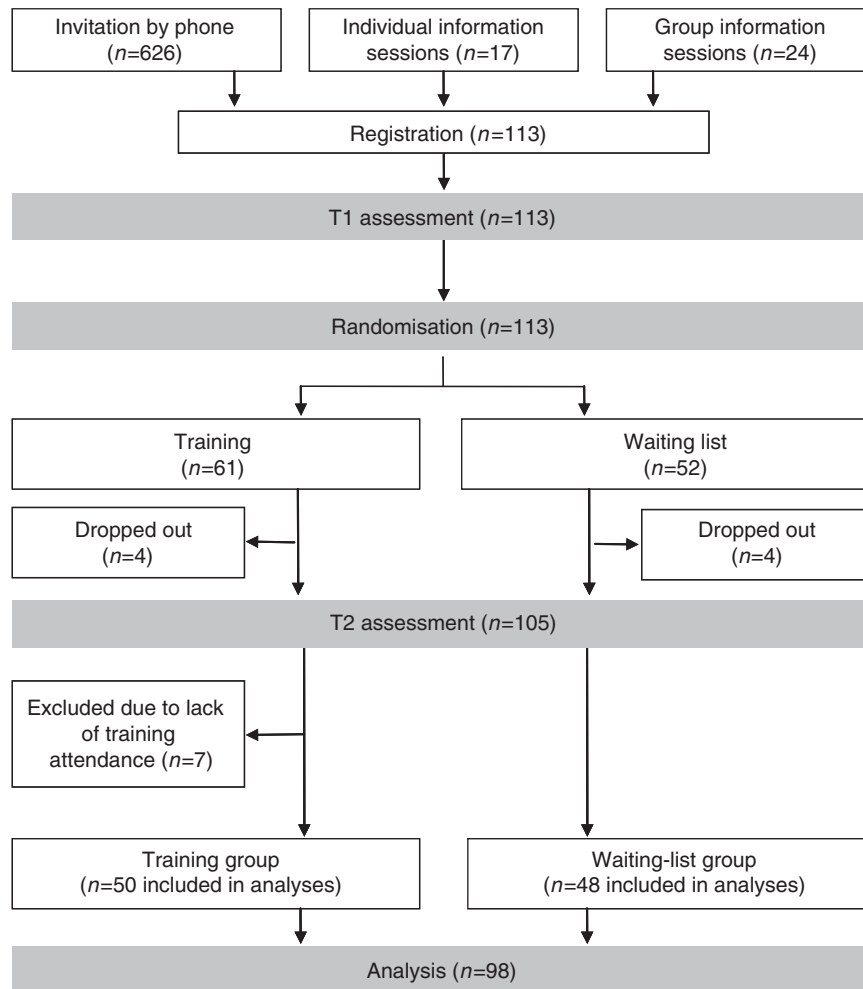 Invitation by phone
(n=626)
Individual information
sessions (n=17)
Group information
sessions (n=24)
Registration (n=113)
T1 assessment (n=113)
Randomisation (n=113)
Training
(n=61)
Waiting list
(n=52)
Dropped out
(n=4)
Dropped out
(n=4)
T2 assessment (n=105)
Excluded due to lack
of training
attendance (n=7)
Training group
(n=50 included in analyses)
Waiting-list group
(n=48 included in analyses)
Analysis (n=98)